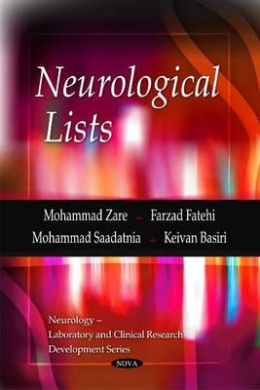 Neurological
Lists
Mohammad Zare – Farzad Fatehi
Mohammad Saadatnia – Keivan Basiri
Neurology –
Laboratory and Clinical Research
Development Series
NOVA